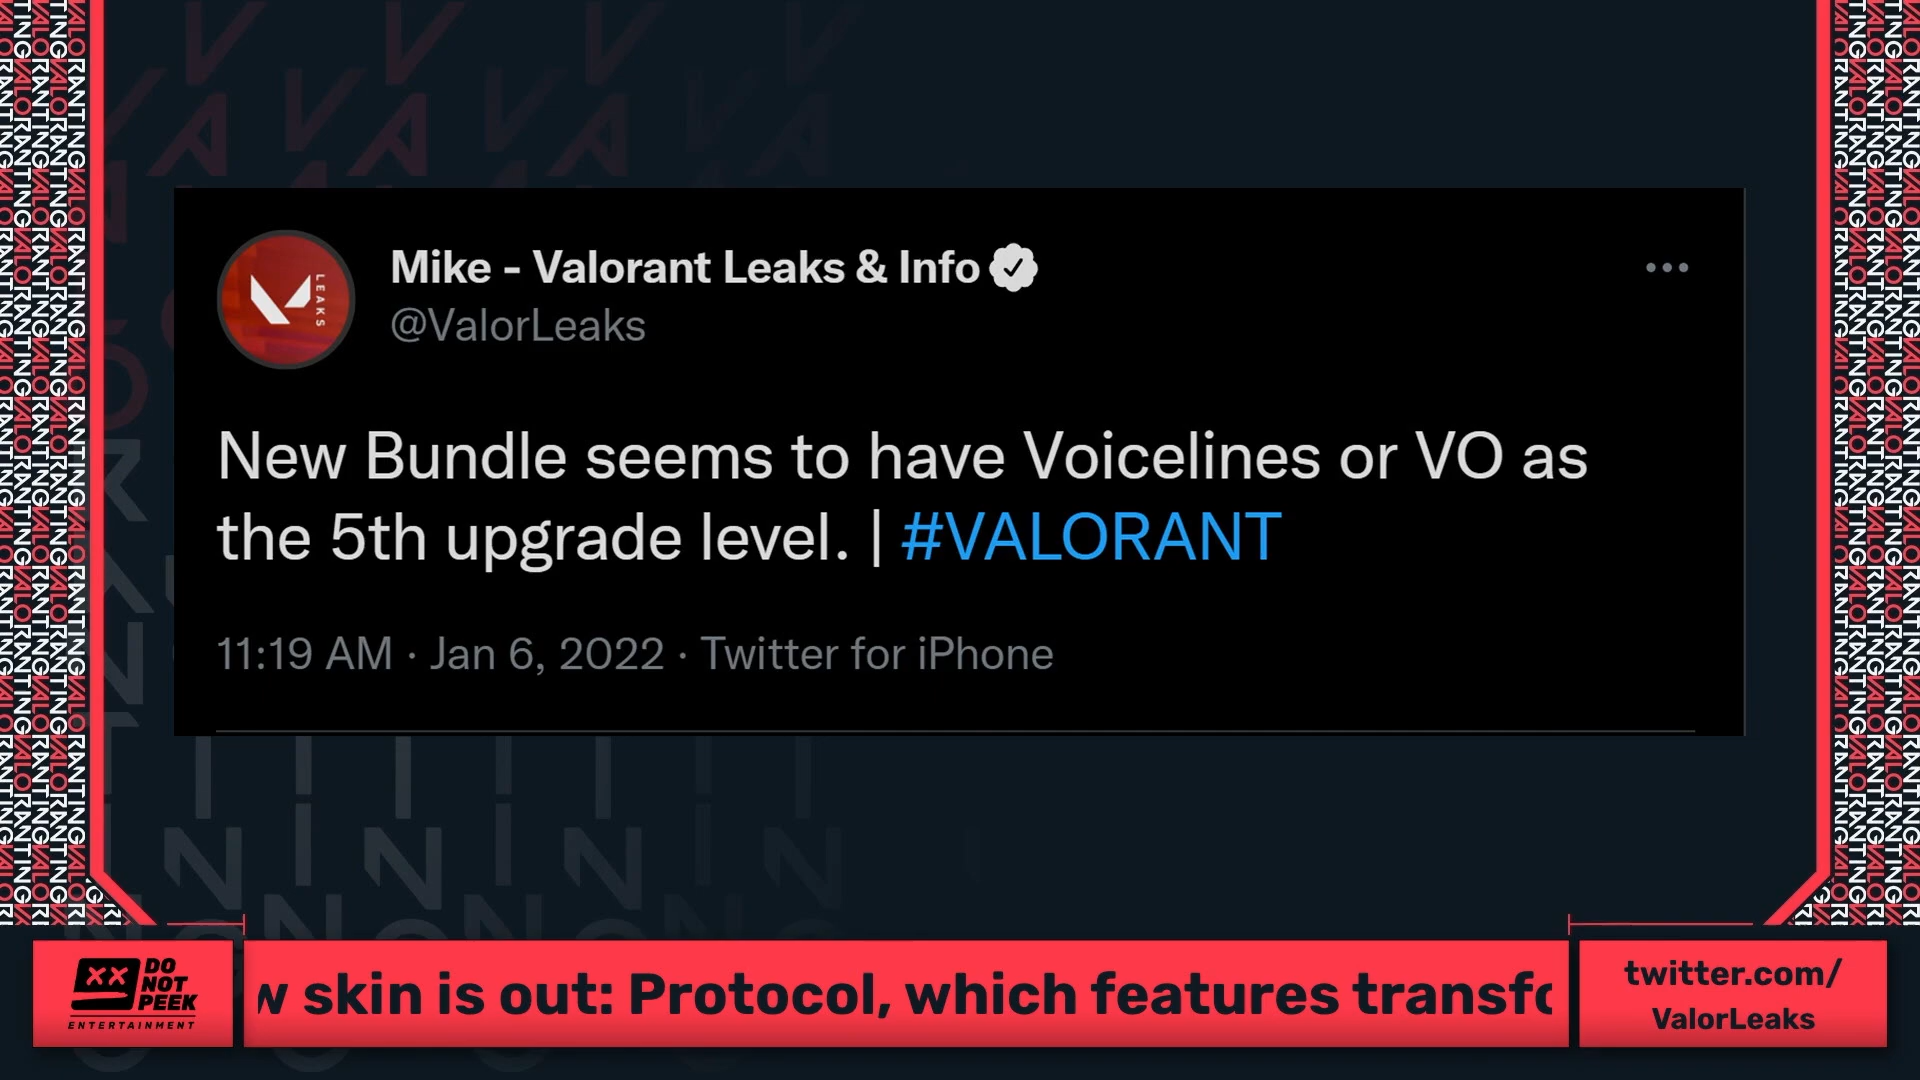 LEAKS
Mike - Valorant Leaks & Info
@ValorLeaks
New Bundle seems to have Voicelines or VO as
the 5th upgrade level. | #VALORANT
11:19 AM · Jan 6, 2022 · Twitter for iPhone
VALORANTING
DO
NOT
PEEK
ENTERTAINMENT
skin is out: Protocol, which features
twitter.com/
ValorLeaks